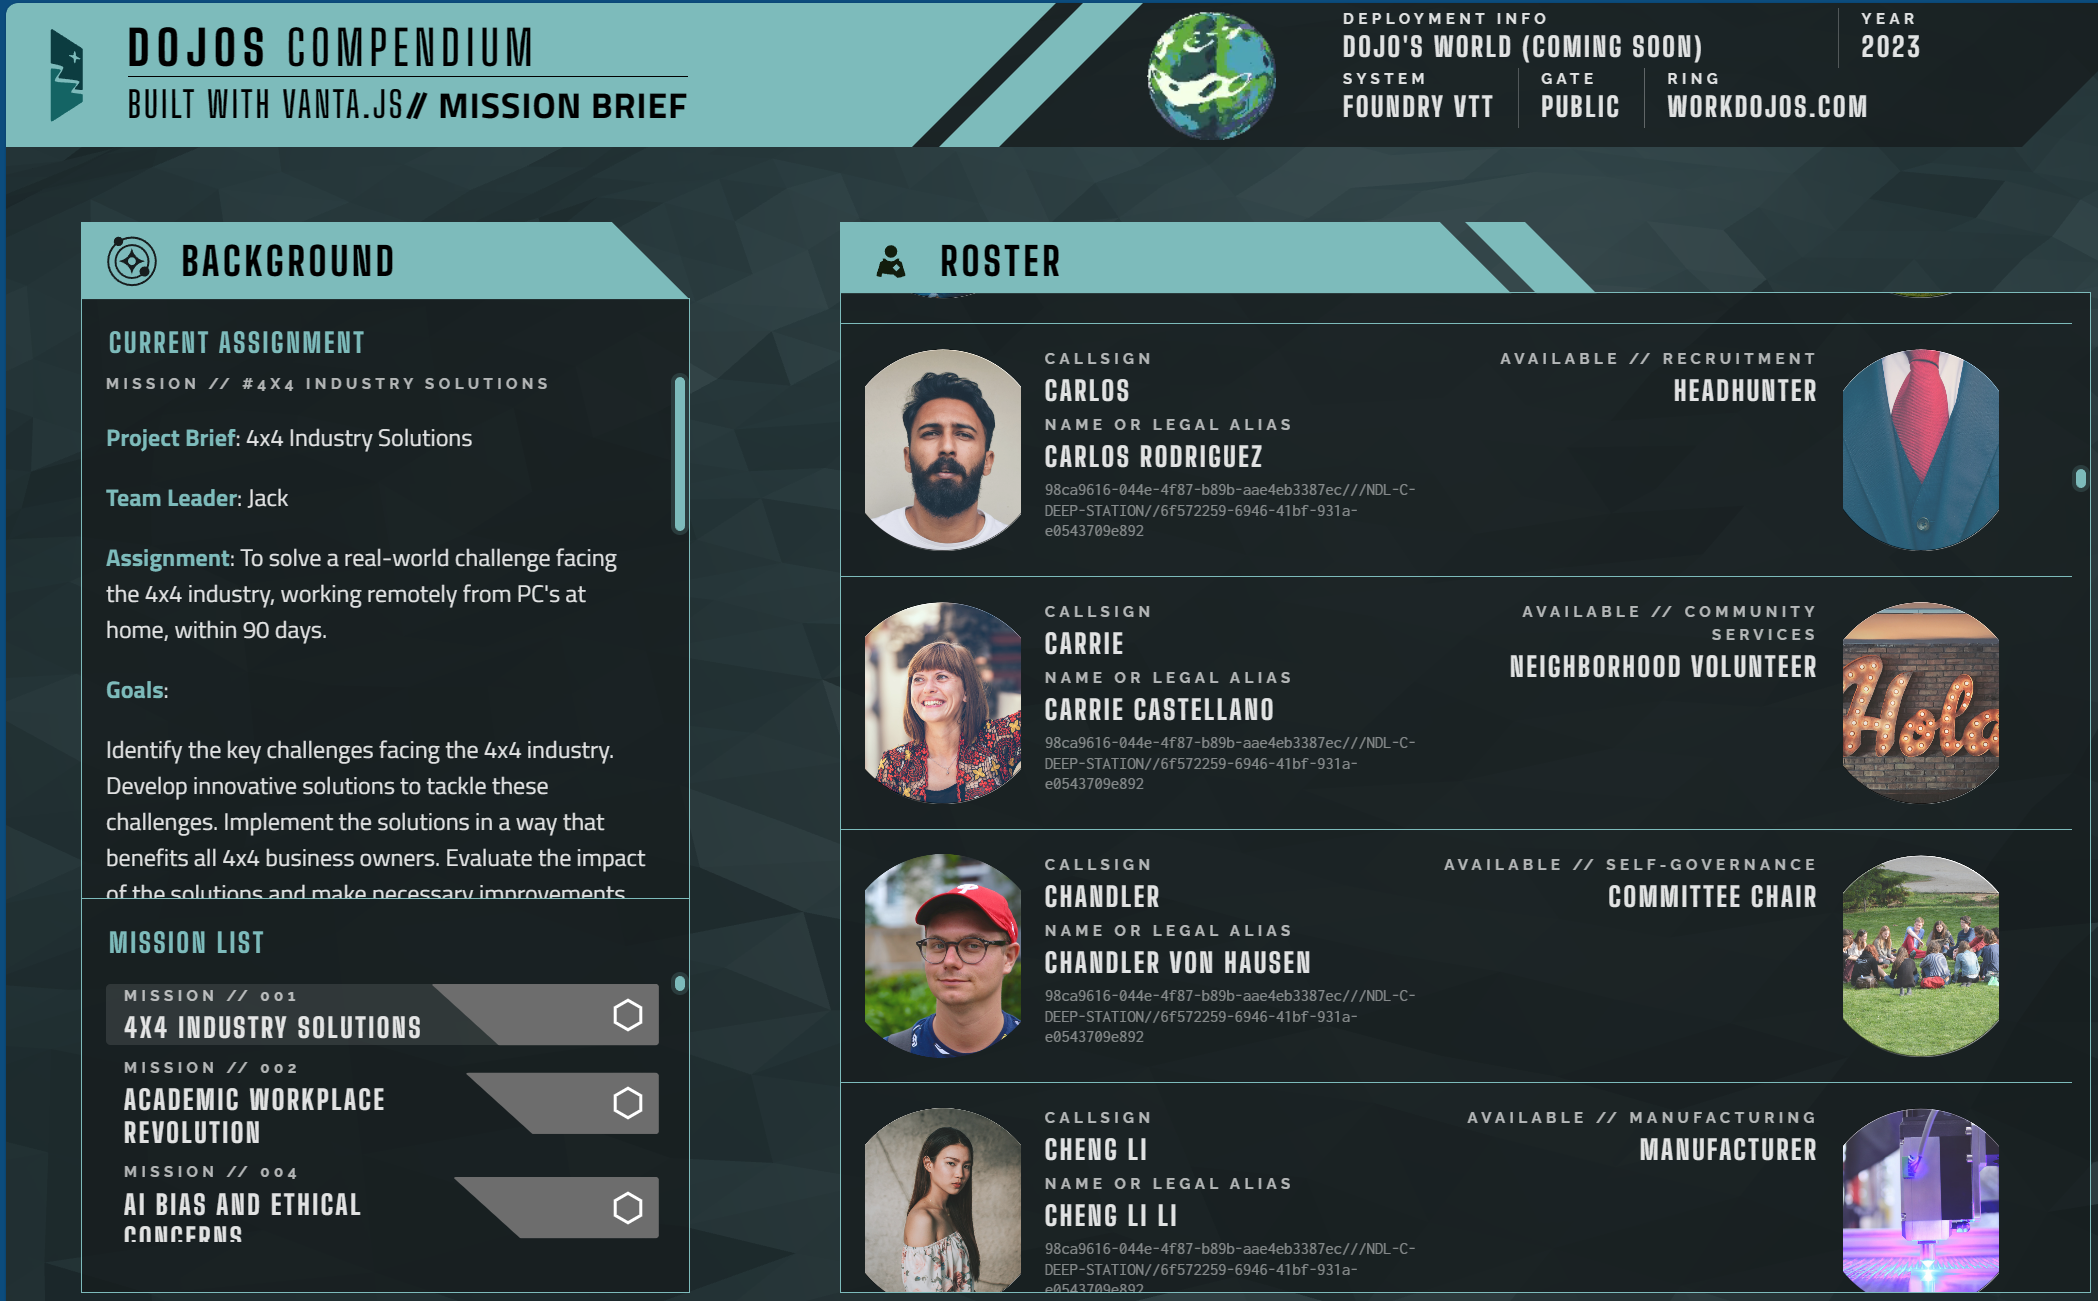 DOJOS COMPENDIUM
BUILT WITH VANTA.JS // MISSION BRIEF
DEPLOYMENT INFO
DOJO'S WORLD (COMING SOON)
YEAR
2023
SYSTEM
FOUNDRY VTT
GATE
PUBLIC
RING
WORKDOJOS.COM
BACKGROUND
CURRENT ASSIGNMENT
MISSION // #4X4 INDUSTRY SOLUTIONS
Project Brief: 4x4 Industry Solutions
Team Leader: Jack
Assignment: To solve a real-world challenge facing
the 4x4 industry, working remotely from PC's at
home, within 90 days.
Goals:
Identify the key challenges facing the 4x4 industry.
Develop innovative solutions to tackle these
challenges. Implement the solutions in a way that
benefits all 4x4 business owners. Evaluate the impact
of the solutions and make necessary improvements.
MISSION LIST
MISSION // 001
4X4 INDUSTRY SOLUTIONS
MISSION // 002
ACADEMIC WORKPLACE
REVOLUTION
MISSION // 004
AI BIAS AND ETHICAL
CONCERNS
ROSTER
CALLSIGN
CARLOS
NAME OR LEGAL ALIAS
CARLOS RODRIGUEZ
98ca9616-044e-4f87-b89b-aae4eb3387ec///NDL-C-
DEEP-STATION//6f572259-6946-41bf-931a-
e0543709e892
AVAILABLE // RECRUITMENT
HEADHUNTER
CALLSIGN
CARRIE
NAME OR LEGAL ALIAS
CARRIE CASTELLANO
98ca9616-044e-4f87-b89b-aae4eb3387ec///NDL-C-
DEEP-STATION//6f572259-6946-41bf-931a-
e0543709e892
AVAILABLE // COMMUNITY
SERVICES
NEIGHBORHOOD VOLUNTEER
Hola
CALLSIGN
CHANDLER
NAME OR LEGAL ALIAS
CHANDLER VON HAUSEN
98ca9616-044e-4f87-b89b-aae4eb3387ec///NDL-C-
DEEP-STATION//6f572259-6946-41bf-931a-
e0543709e892
AVAILABLE // SELF-GOVERNANCE
COMMITTEE CHAIR
P
CALLSIGN
CHENG LI
NAME OR LEGAL ALIAS
CHENG LI LI
98ca9616-044e-4f87-b89b-aae4eb3387ec///NDL-C-
DEEP-STATION//6f572259-6946-41bf-931a-
e0543709e892
AVAILABLE // MANUFACTURING
MANUFACTURER